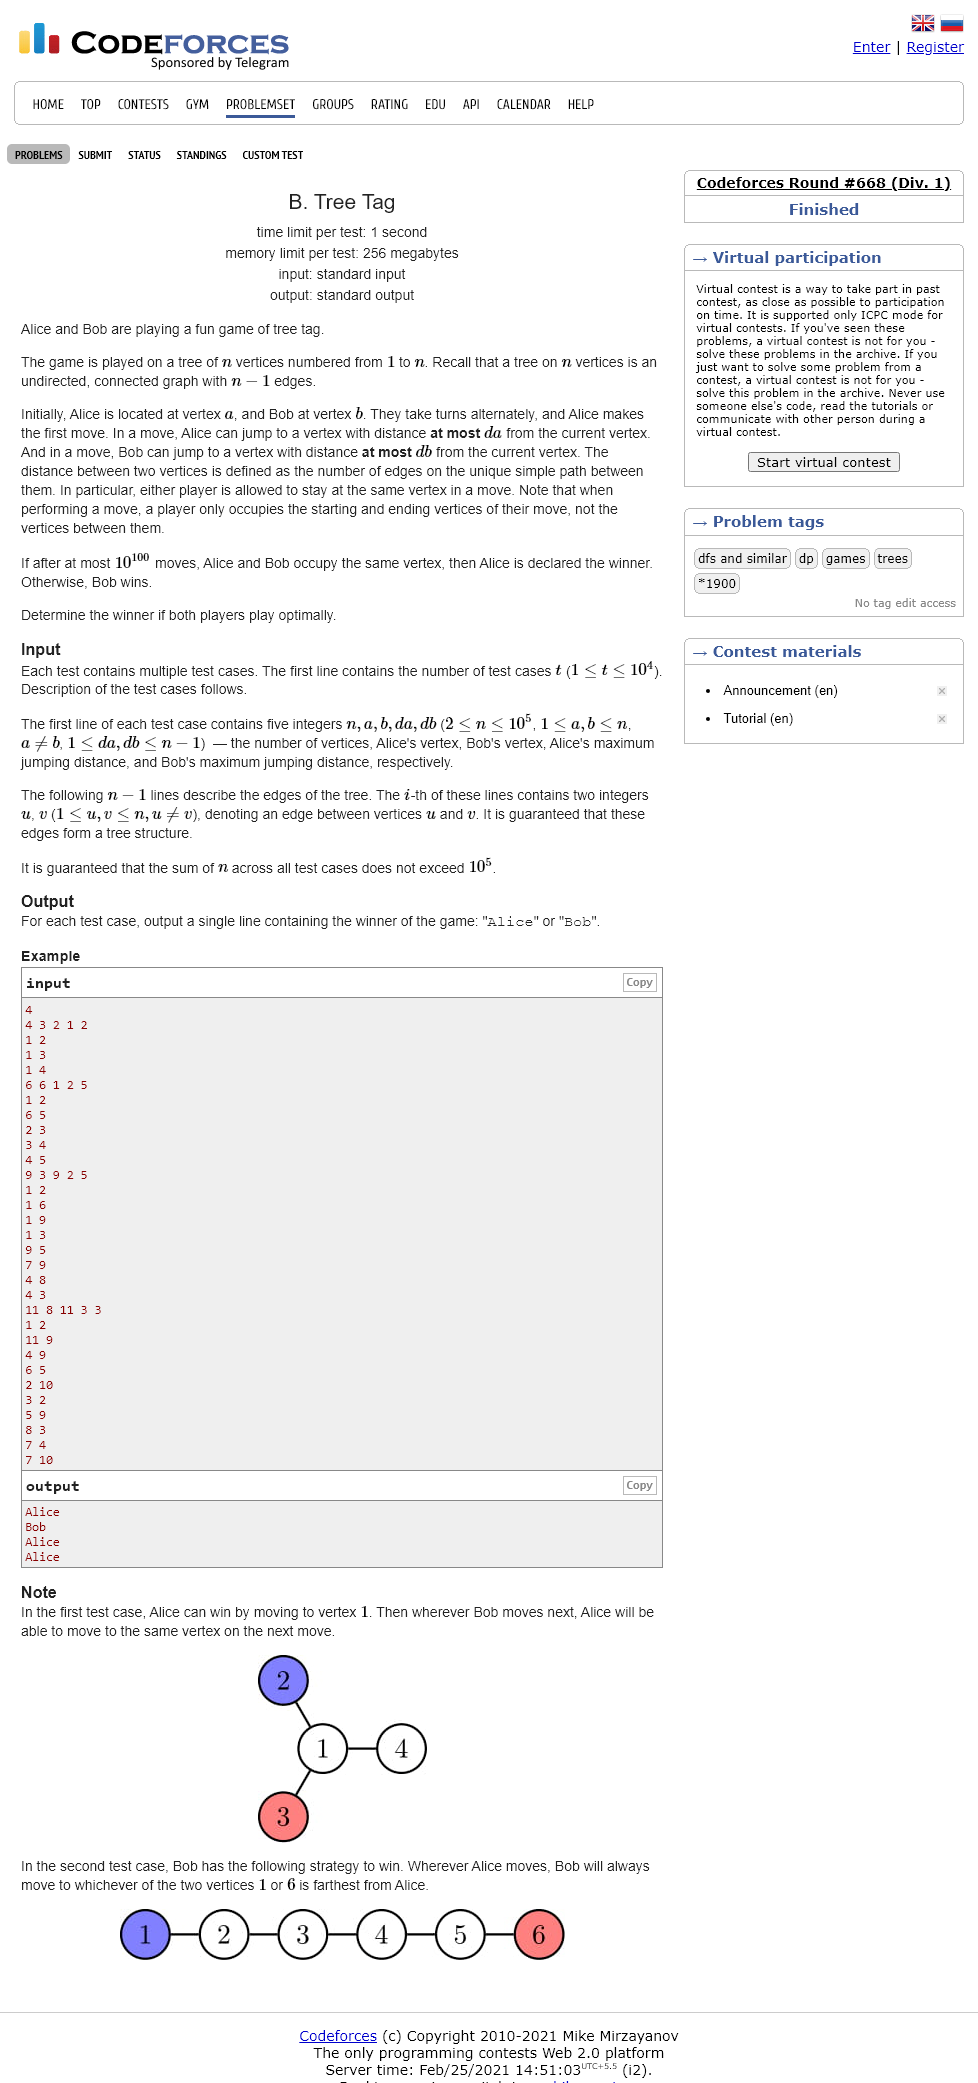 CODEFORCES
Sponsored by Telegram
Enter | Register
HOME TOP CONTESTS GYM PROBLEMSET GROUPS RATING EDU API CALENDAR HELP
PROBLEMS SUBMIT STATUS STANDINGS CUSTOM TEST
B. Tree Tag
time limit per test: 1 second
memory limit per test: 256 megabytes
input: standard input
output: standard output
Alice and Bob are playing a fun game of tree tag.
The game is played on a tree of n vertices numbered from 1 to n. Recall that a tree on n vertices is an
undirected, connected graph with n − 1 edges.
Initially, Alice is located at vertex a, and Bob at vertex b. They take turns alternately, and Alice makes
the first move. In a move, Alice can jump to a vertex with distance at most da from the current vertex.
And in a move, Bob can jump to a vertex with distance at most db from the current vertex. The
distance between two vertices is defined as the number of edges on the unique simple path between
them. In particular, either player is allowed to stay at the same vertex in a move. Note that when
performing a move, a player only occupies the starting and ending vertices of their move, not the
vertices between them.
If after at most 10^100 moves, Alice and Bob occupy the same vertex, then Alice is declared the winner.
Otherwise, Bob wins.
Determine the winner if both players play optimally.
Input
Each test contains multiple test cases. The first line contains the number of test cases t (1 ≤ t ≤ 10^4).
Description of the test cases follows.
The first line of each test case contains five integers n, a, b, da, db (2 ≤ n ≤ 10^5, 1 ≤ a, b ≤ n,
a ≠ b, 1 ≤ da, db ≤ n − 1) — the number of vertices, Alice's vertex, Bob's vertex, Alice's maximum
jumping distance, and Bob's maximum jumping distance, respectively.
The following n − 1 lines describe the edges of the tree. The i-th of these lines contains two integers
u, v (1 ≤ u, v ≤ n, u ≠ v), denoting an edge between vertices u and v. It is guaranteed that these
edges form a tree structure.
It is guaranteed that the sum of n across all test cases does not exceed 10^5.
Output
For each test case, output a single line containing the winner of the game: "Alice" or "Bob".
Example
input Copy
4
4 3 2 1 2
1 2
1 3
1 4
6 6 1 2 5
1 2
6 5
2 3
3 4
4 5
9 3 9 2 5
1 2
1 6
1 9
1 3
9 5
7 9
4 8
4 3
11 8 11 3 3
1 2
11 9
4 9
6 5
2 10
3 2
5 9
8 3
7 4
7 10
output Copy
Alice
Bob
Alice
Alice
Note
In the first test case, Alice can win by moving to vertex 1. Then wherever Bob moves next, Alice will be
able to move to the same vertex on the next move.
2
1 4
3
In the second test case, Bob has the following strategy to win. Wherever Alice moves, Bob will always
move to whichever of the two vertices 1 or 6 is farthest from Alice.
1 2 3 4 5 6
Codeforces Round #668 (Div. 1)
Finished
→ Virtual participation
Virtual contest is a way to take part in past
contest, as close as possible to participation
on time. It is supported only ICPC mode for
virtual contests. If you've seen these
problems, a virtual contest is not for you -
solve these problems in the archive. If you
just want to solve some problem from a
contest, a virtual contest is not for you -
solve this problem in the archive. Never use
someone else's code, read the tutorials or
communicate with other person during a
virtual contest.
Start virtual contest
→ Problem tags
dfs and similar dp games trees
*1900
No tag edit access
→ Contest materials
• Announcement (en)
• Tutorial (en)
Codeforces (c) Copyright 2010-2021 Mike Mirzayanov
The only programming contests Web 2.0 platform
Server time: Feb/25/2021 14:51:03 UTC+5.5 (i2).